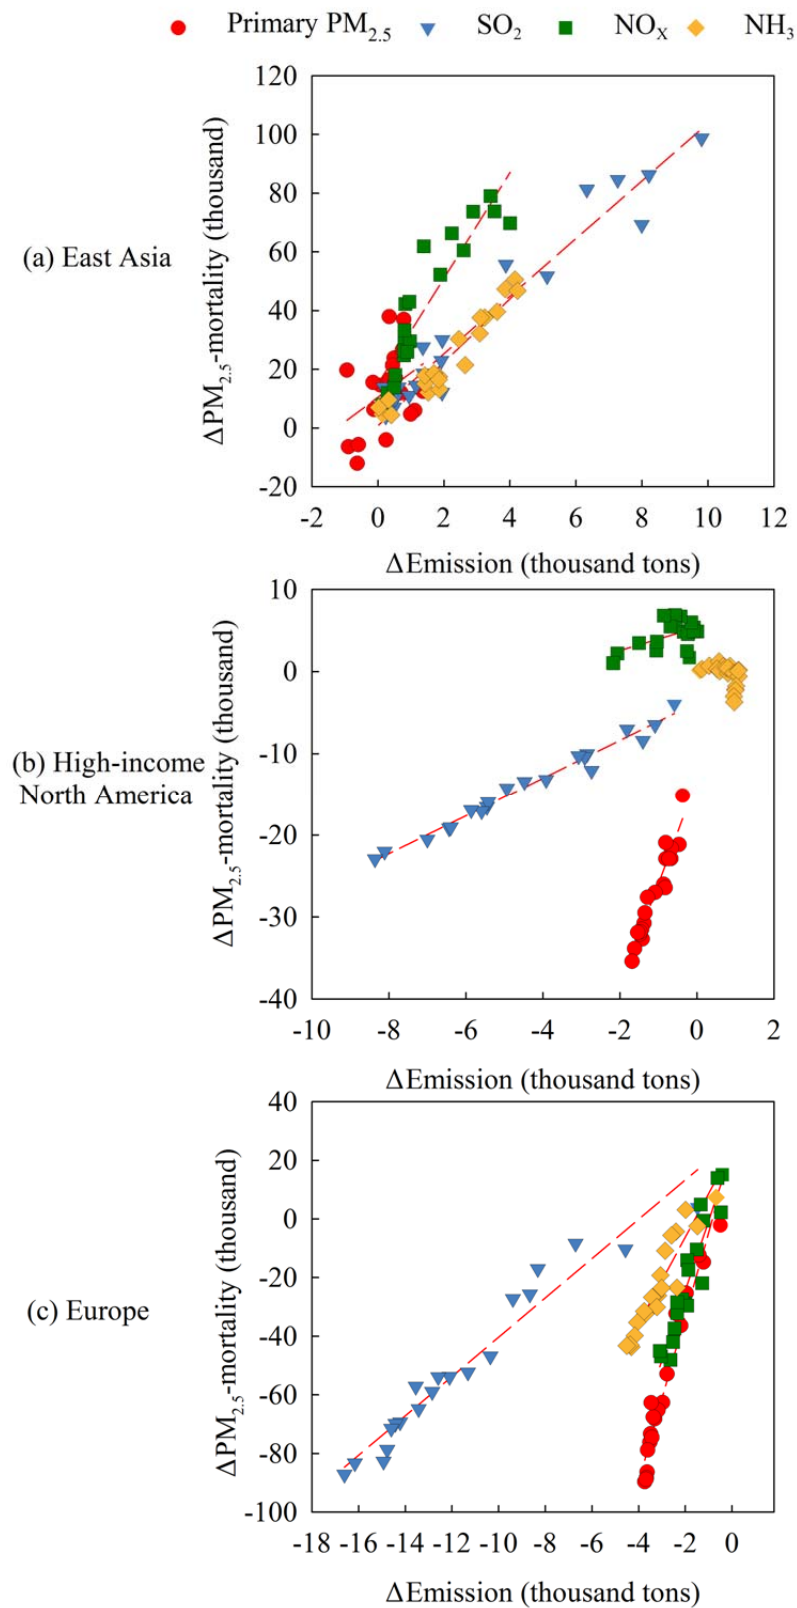 Primary PM2.5 SO2 NOX NH3
(a) East Asia
ΔPM2.5-mortality (thousand)
120
100
80
60
40
20
0
-20
-2 0 2 4 6 8 10 12
ΔEmission (thousand tons)
(b) High-income
North America
ΔPM2.5-mortality (thousand)
10
0
-10
-20
-30
-40
-10 -8 -6 -4 -2 0 2
ΔEmission (thousand tons)
(c) Europe
ΔPM2.5-mortality (thousand)
40
20
0
-20
-40
-60
-80
-100
-18 -16 -14 -12 -10 -8 -6 -4 -2 0
ΔEmission (thousand tons)